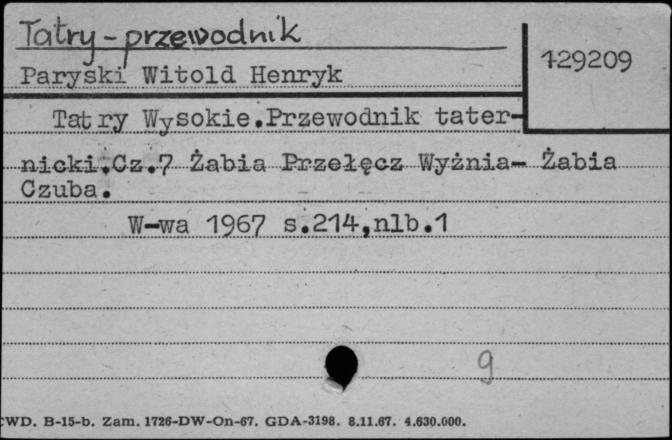 Tatry - przewodnik
129209
Paryski Witold Henryk
Tatry Wysokie.Przewodnik tater-
nicki.Cz.7 Żabia Przełęcz Wyżnia- Żabia
Czuba.
W-wa 1967 s.214,nlb.1
9
CWD. B-15-b. Zam. 1726-DW-On-67. GDA-3198. 8.11.67. 4.630.000.